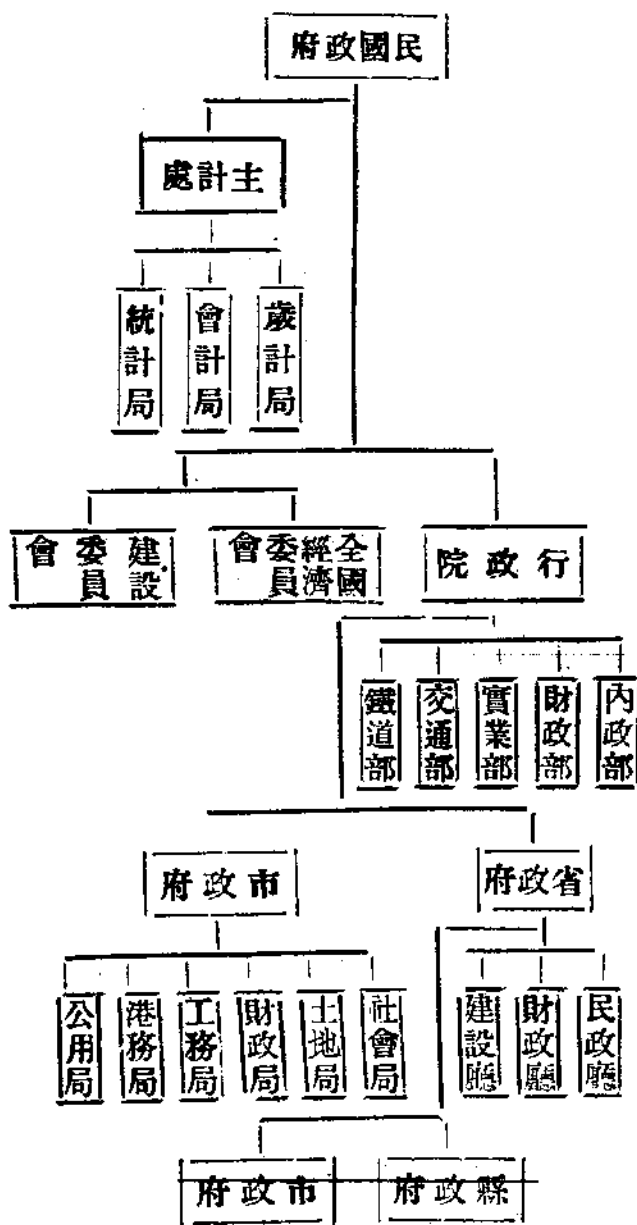 國民政府
主計處
歲計局
會計局
統計局
行政院
全國經濟委員會
建設委員會
內政部
財政部
實業部
交通部
鐵道部
省政府
市政府
民政廳
財政廳
建設廳
社會局
土地局
財政局
工務局
港務局
公用局
縣政府
市政府